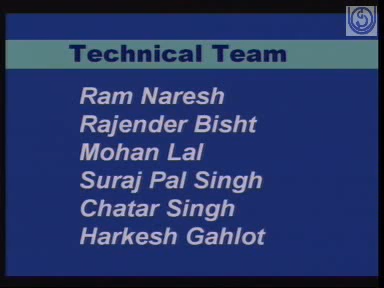 Technical Team
Ram Naresh
Rajender Bisht
Mohan Lal
Suraj Pal Singh
Chatar Singh
Harkesh Gahlot